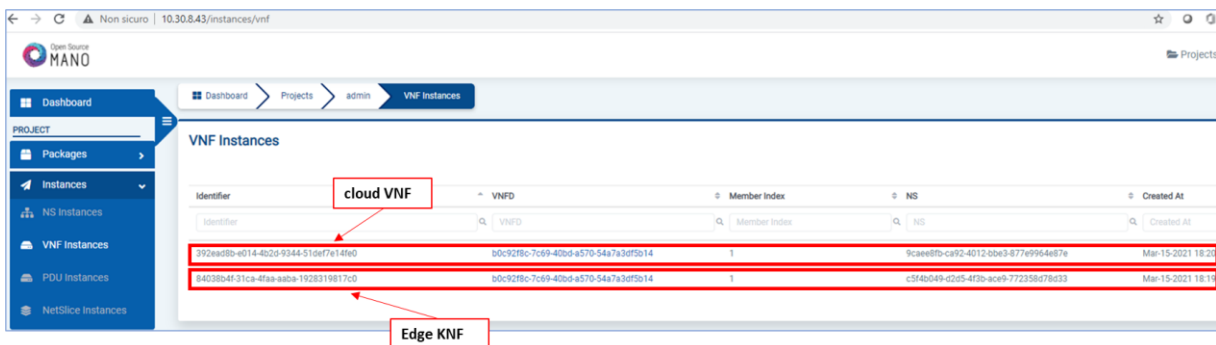 Non sicuro | 10.30.8.43/instances/vnf
Open Source
MANO
Projects
Dashboard
Dashboard Projects admin VNF Instances
PROJECT
Packages
VNF Instances
Instances
Identifier VNFD Member Index NS Created At
cloud VNF
NS Instances
Identifier VNFD Member Index NS Created At
VNF Instances
392ead8b-e014-4b2d-9344-51def7e14fe0 b0c92f8c-7c69-40bd-a570-54a7a3df5b14 1 9caee8fb-ca92-4012-bbe3-877e9964e87e Mar-15-2021 18:20
PDU Instances
84038b4f-31ca-4faa-aaba-1928319817c0 b0c92f8c-7c69-40bd-a570-54a7a3df5b14 1 c5f4b049-d2d5-4f3b-ace9-772358d78d33 Mar-15-2021 18:19
NetSlice Instances
Edge KNF